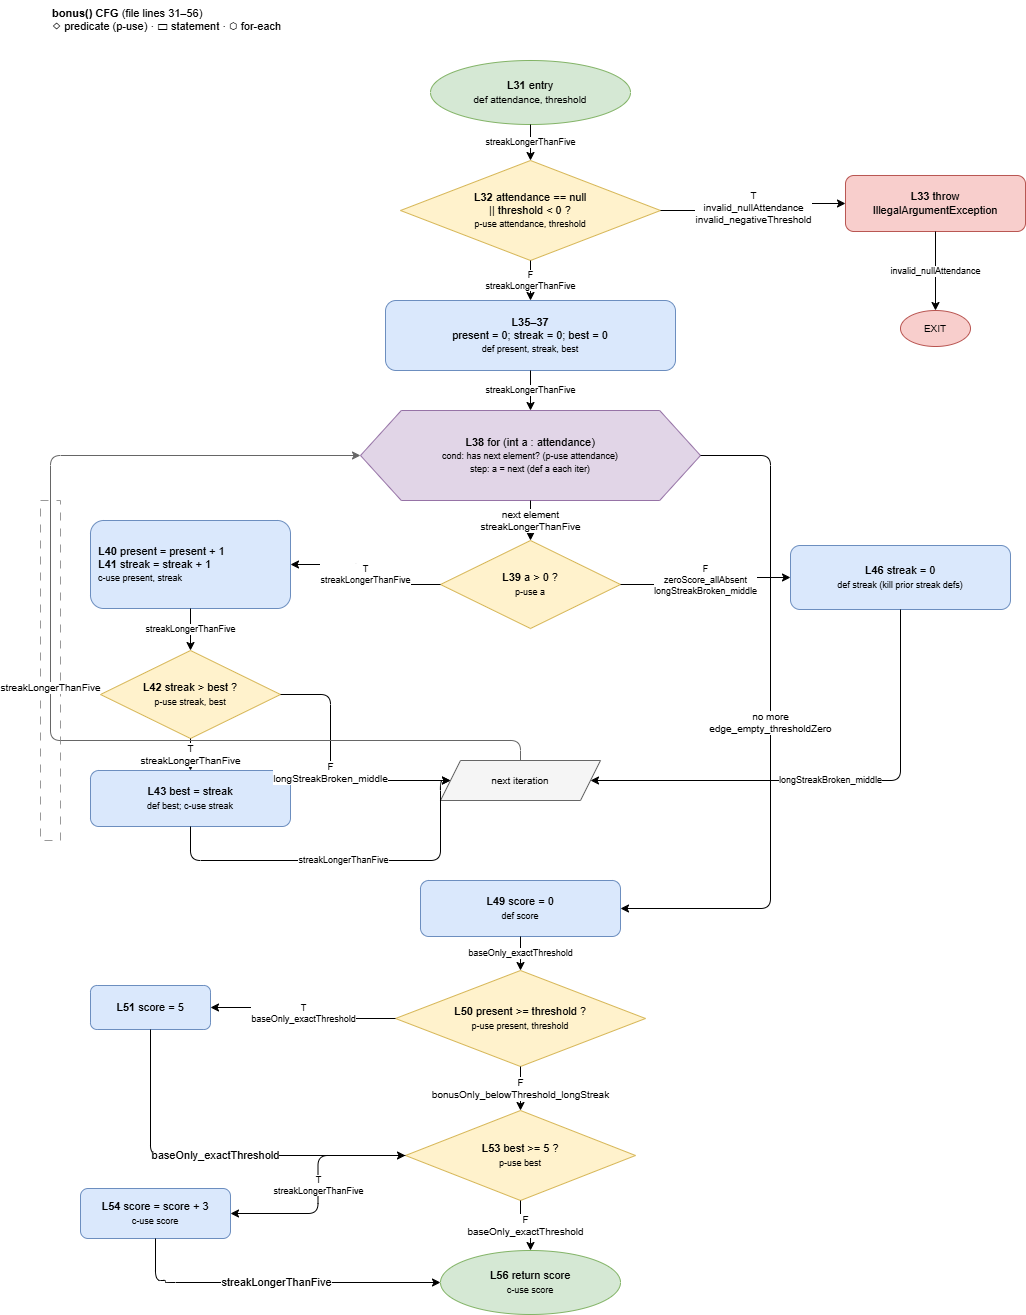 bonus() CFG (file lines 31–56)
◇ predicate (p-use) · ▭ statement · ⬡ for-each
L31 entry
def attendance, threshold
streakLongerThanFive
L32 attendance == null
|| threshold < 0 ?
p-use attendance, threshold
T
invalid_nullAttendance
invalid_negativeThreshold
L33 throw
IllegalArgumentException
invalid_nullAttendance
EXIT
F
streakLongerThanFive
L35–37
present = 0; streak = 0; best = 0
def present, streak, best
streakLongerThanFive
L38 for (int a : attendance)
cond: has next element? (p-use attendance)
step: a = next (def a each iter)
next element
streakLongerThanFive
L39 a > 0 ?
p-use a
T
streakLongerThanFive
L40 present = present + 1
L41 streak = streak + 1
c-use present, streak
F
zeroScore_allAbsent
longStreakBroken_middle
L46 streak = 0
def streak (kill prior streak defs)
streakLongerThanFive
L42 streak > best ?
p-use streak, best
streakLongerThanFive
T
streakLongerThanFive
L43 best = streak
def best; c-use streak
F
longStreakBroken_middle
next iteration
longStreakBroken_middle
no more
edge_empty_thresholdZero
streakLongerThanFive
L49 score = 0
def score
baseOnly_exactThreshold
L50 present >= threshold ?
p-use present, threshold
T
baseOnly_exactThreshold
L51 score = 5
F
bonusOnly_belowThreshold_longStreak
baseOnly_exactThreshold
L53 best >= 5 ?
p-use best
T
streakLongerThanFive
L54 score = score + 3
c-use score
F
baseOnly_exactThreshold
streakLongerThanFive
L56 return score
c-use score